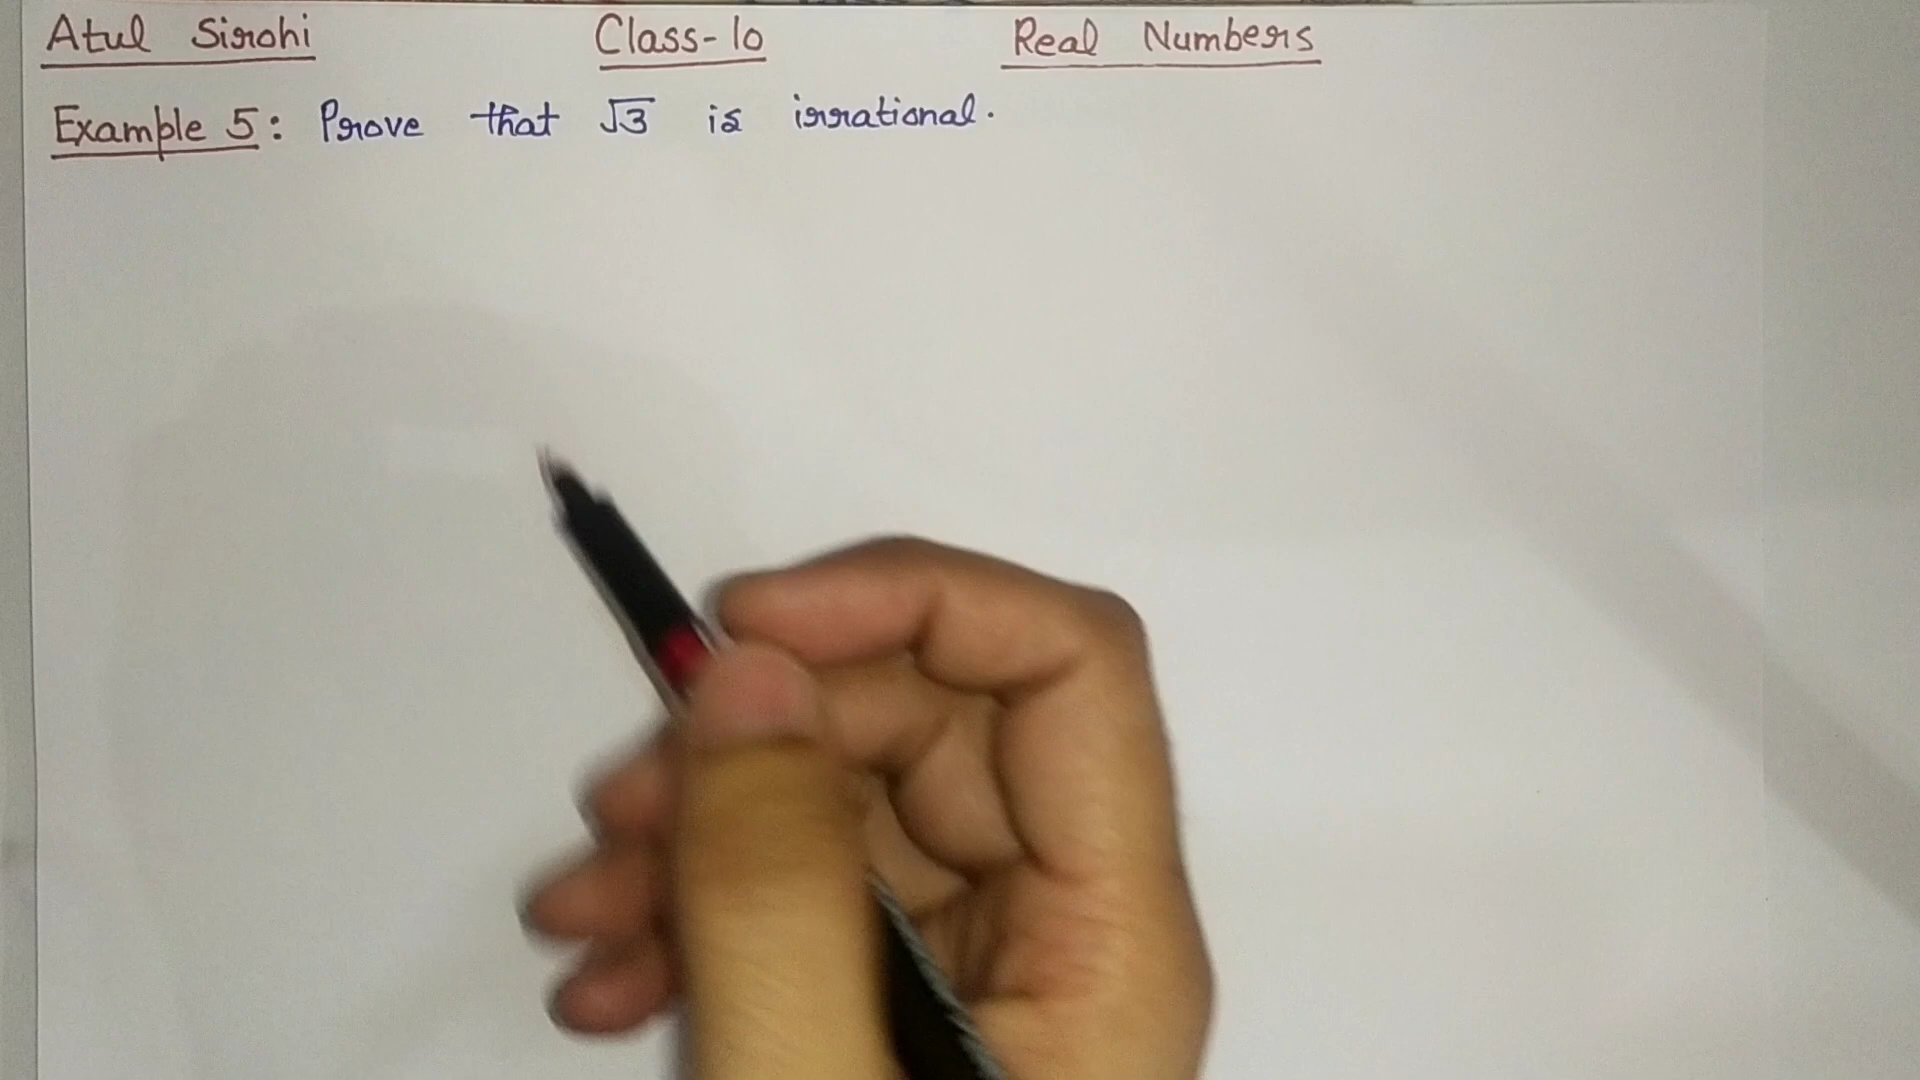 Atul Sirohi Class-10 Real Numbers
Example 5: Prove that √3 is irrational.